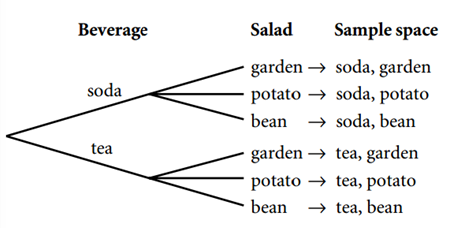 Beverage Salad Sample space
garden → soda, garden
soda
potato → soda, potato
bean → soda, bean
tea
garden → tea, garden
potato → tea, potato
bean → tea, bean